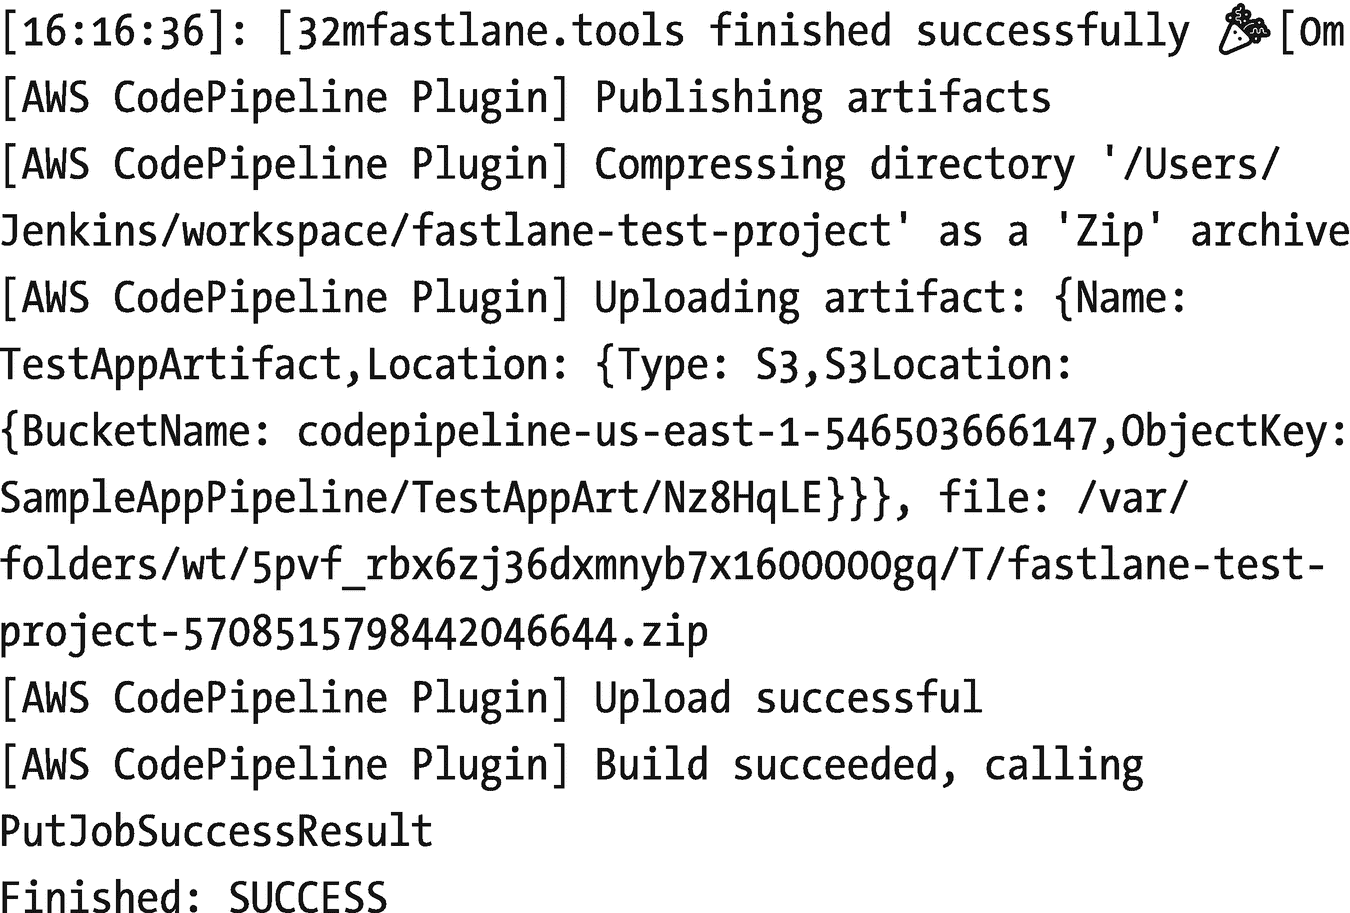 [16:16:36]: [32mfastlane.tools finished successfully 🎉[0m
[AWS CodePipeline Plugin] Publishing artifacts
[AWS CodePipeline Plugin] Compressing directory '/Users/
Jenkins/workspace/fastlane-test-project' as a 'Zip' archive
[AWS CodePipeline Plugin] Uploading artifact: {Name:
TestAppArtifact,Location: {Type: S3,S3Location:
{BucketName: codepipeline-us-east-1-546503666147,ObjectKey:
SampleAppPipeline/TestAppArt/Nz8HqLE}}}, file: /var/
folders/wt/5pvf_rbx6zj36dxmnyb7x1600000gq/T/fastlane-test-
project-5708515798442046644.zip
[AWS CodePipeline Plugin] Upload successful
[AWS CodePipeline Plugin] Build succeeded, calling
PutJobSuccessResult
Finished: SUCCESS